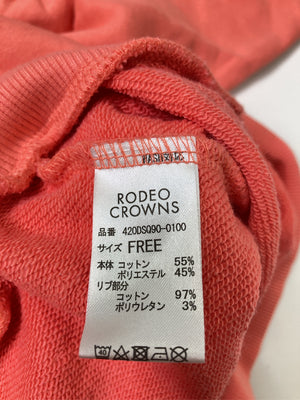 RODEO
CROWNS
品番 420DSQ90-0100
サイズ FREE
本体 コットン 55%
ポリエステル 45%
リブ部分
コットン 97%
ポリウレタン 3%
40